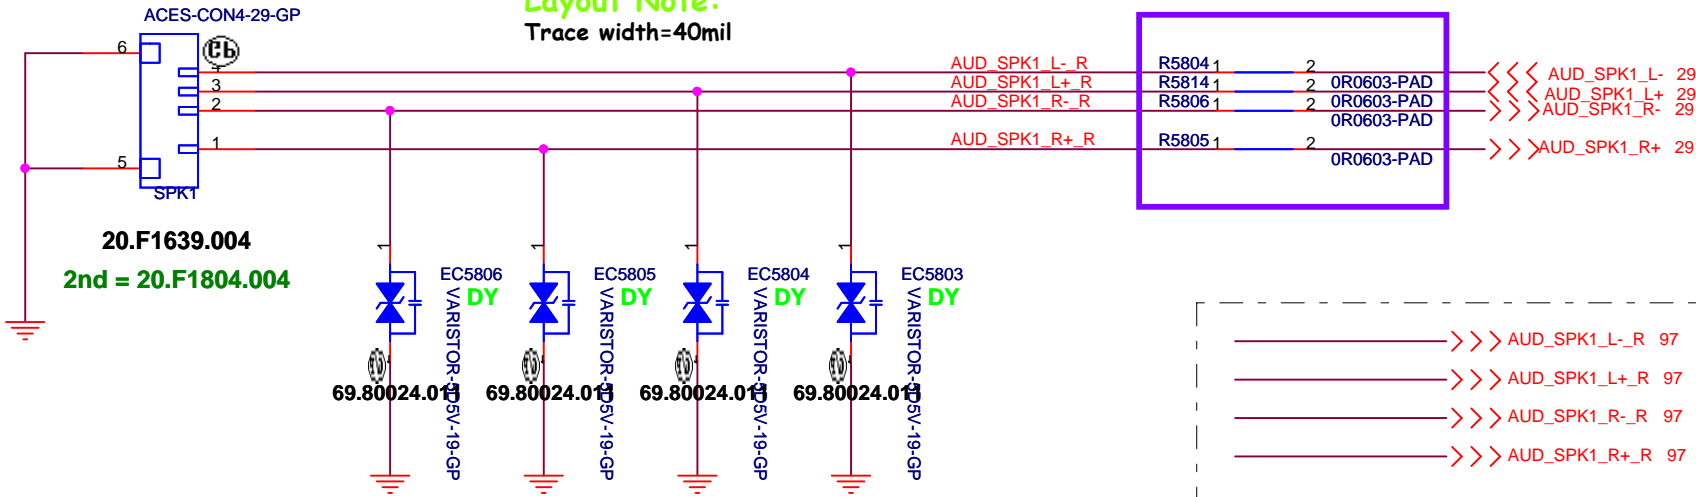 ACES-CON4-29-GP
Layout Note:
Trace width=40mil
6
4
3
2
1
5
SPK1
20.F1639.004
2nd = 20.F1804.004
AUD_SPK1_L-_R
AUD_SPK1_L+_R
AUD_SPK1_R-_R
AUD_SPK1_R+_R
R5804 1 2 0R0603-PAD
R5814 1 2 0R0603-PAD
R5806 1 2 0R0603-PAD
R5805 1 2 0R0603-PAD
AUD_SPK1_L- 29
AUD_SPK1_L+ 29
AUD_SPK1_R- 29
AUD_SPK1_R+ 29
1
EC5806
DY
69.80024.011
1
EC5805
DY
69.80024.011
1
EC5804
DY
69.80024.011
1
EC5803
DY
69.80024.011
AUD_SPK1_L-_R 97
AUD_SPK1_L+_R 97
AUD_SPK1_R-_R 97
AUD_SPK1_R+_R 97